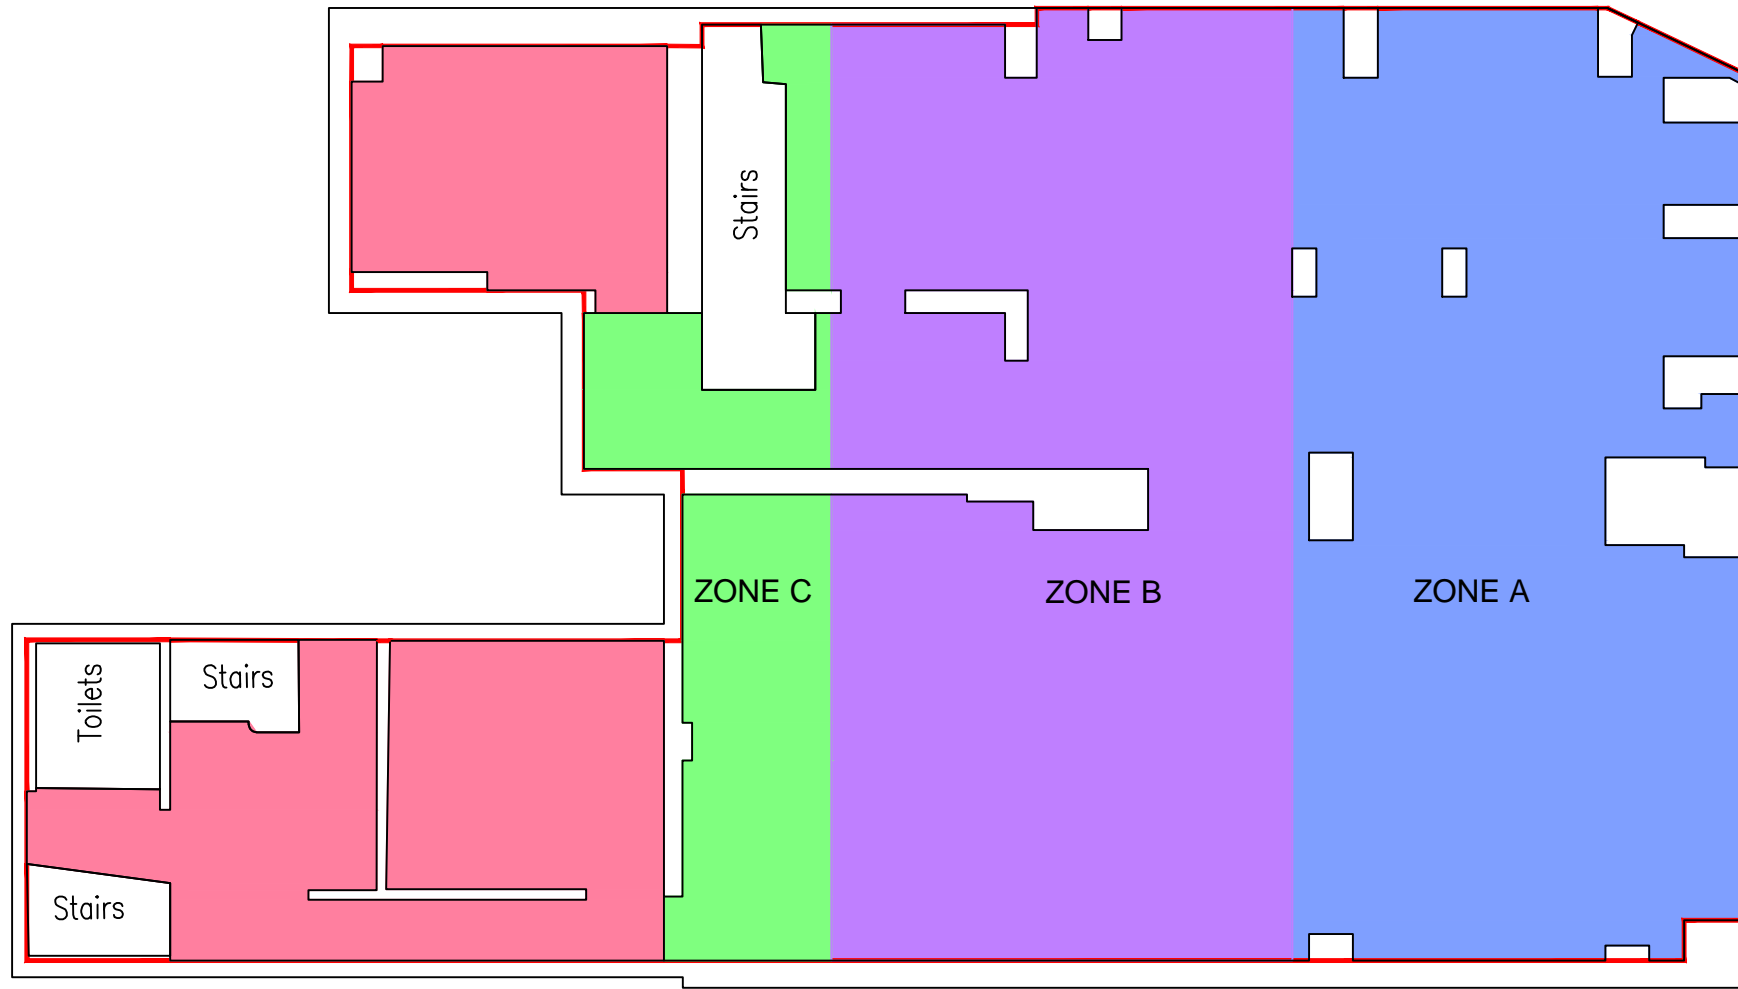 Stairs
ZONE C
ZONE B
ZONE A
Toilets
Stairs
Stairs